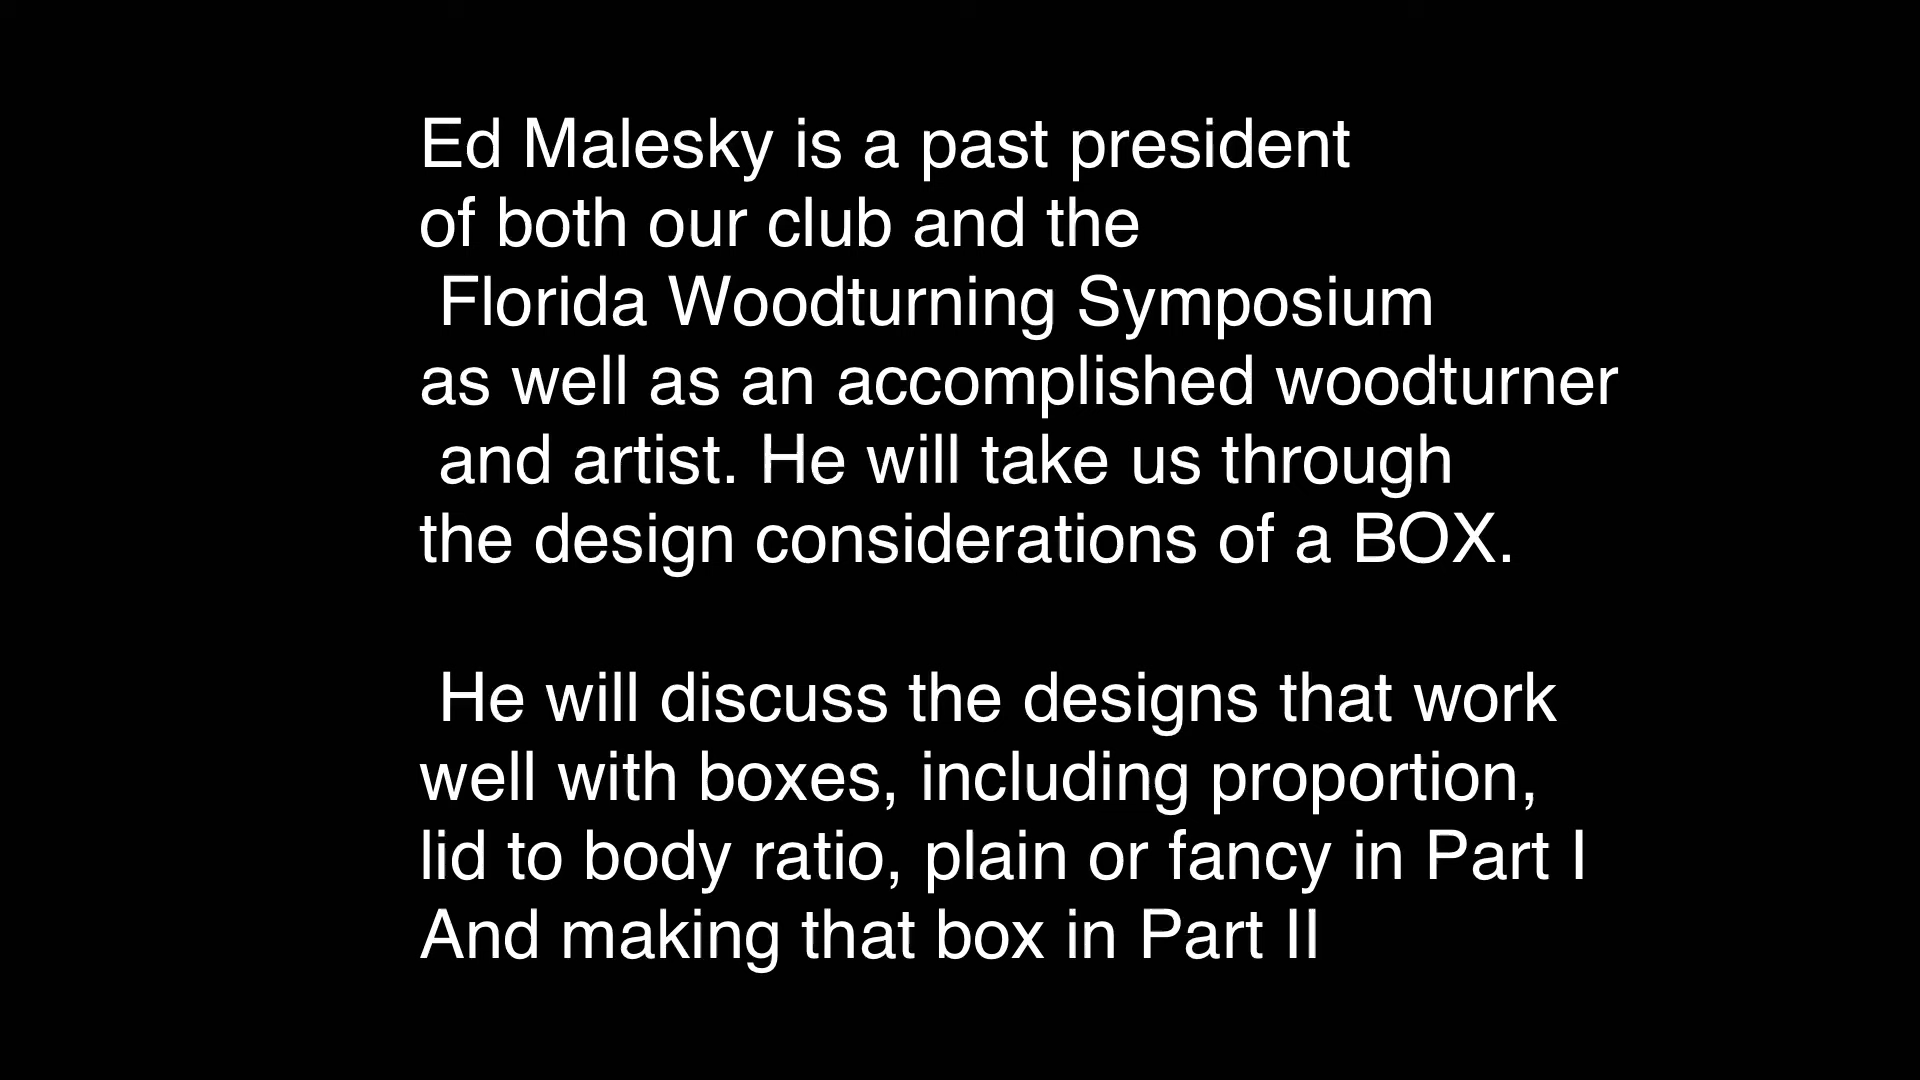 Ed Malesky is a past president
of both our club and the
Florida Woodturning Symposium
as well as an accomplished woodturner
and artist. He will take us through
the design considerations of a BOX.
He will discuss the designs that work
well with boxes, including proportion,
lid to body ratio, plain or fancy in Part I
And making that box in Part II